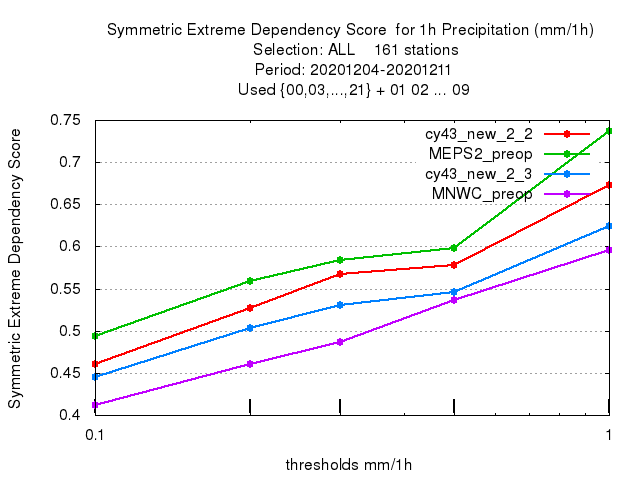 Symmetric Extreme Dependency Score  for 1h Precipitation (mm/1h)
Selection: ALL    161 stations
Period: 20201204-20201211
Used {00,03,...,21} + 01 02 ... 09
Symmetric Extreme Dependency Score
0.75
0.7
0.65
0.6
0.55
0.5
0.45
0.4
cy43_new_2_2
MEPS2_preop
cy43_new_2_3
MNWC_preop
0.1
1
thresholds mm/1h